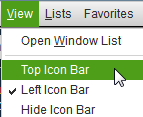 View Lists Favorites
Open Window List
Top Icon Bar
Left Icon Bar
Hide Icon Bar